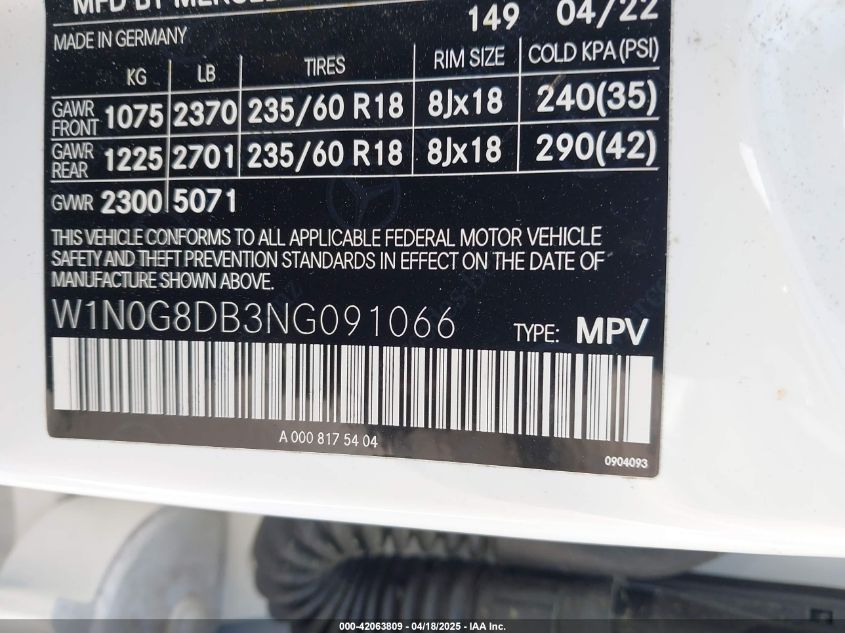 MFD BY MERCED
149 04/22
MADE IN GERMANY
KG LB TIRES RIM SIZE COLD KPA (PSI)
GAWR FRONT 1075 2370 235/60 R18 8Jx18 240(35)
GAWR REAR 1225 2701 235/60 R18 8Jx18 290(42)
GVWR 2300 5071
THIS VEHICLE CONFORMS TO ALL APPLICABLE FEDERAL MOTOR VEHICLE
SAFETY AND THEFT PREVENTION STANDARDS IN EFFECT ON THE DATE OF
MANUFACTURE SHOWN ABOVE.
W1N0G8DB3NG091066 TYPE: MPV
A 000 817 54 04
0904093
000-42063809 - 04/18/2025 - IAA Inc.